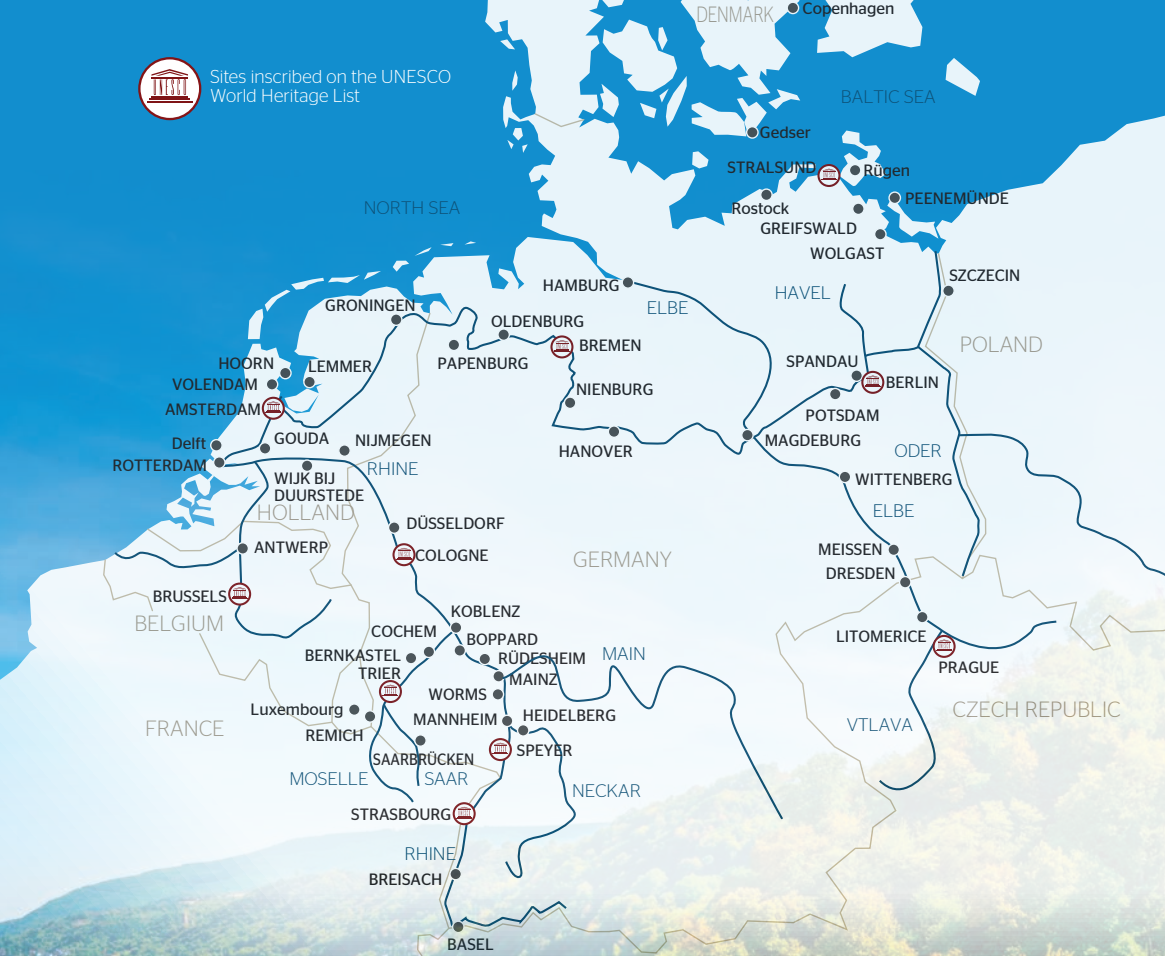 DENMARK
Copenhagen
UNESCO
Sites inscribed on the UNESCO
World Heritage List
BALTIC SEA
Gedser
STRALSUND
Rügen
PEENEMÜNDE
NORTH SEA
Rostock
GREIFSWALD
WOLGAST
SZCZECIN
HAMBURG
HAVEL
GRONINGEN
ELBE
OLDENBURG
BREMEN
POLAND
HOORN
LEMMER
PAPENBURG
SPANDAU
VOLENDAM
BERLIN
NIENBURG
AMSTERDAM
POTSDAM
Delft
GOUDA
NIJMEGEN
HANOVER
MAGDEBURG
ROTTERDAM
RHINE
ODER
WIJK BIJ
DUURSTEDE
WITTENBERG
HOLLAND
ELBE
DÜSSELDORF
ANTWERP
COLOGNE
GERMANY
MEISSEN
DRESDEN
BRUSSELS
BELGIUM
KOBLENZ
COCHEM
BOPPARD
LITOMERICE
BERNKASTEL
RÜDESHEIM
MAIN
PRAGUE
TRIER
MAINZ
WORMS
Luxembourg
MANNHEIM
HEIDELBERG
CZECH REPUBLIC
FRANCE
REMICH
VTLAVA
SAARBRÜCKEN
SPEYER
MOSELLE
SAAR
NECKAR
STRASBOURG
RHINE
BREISACH
BASEL